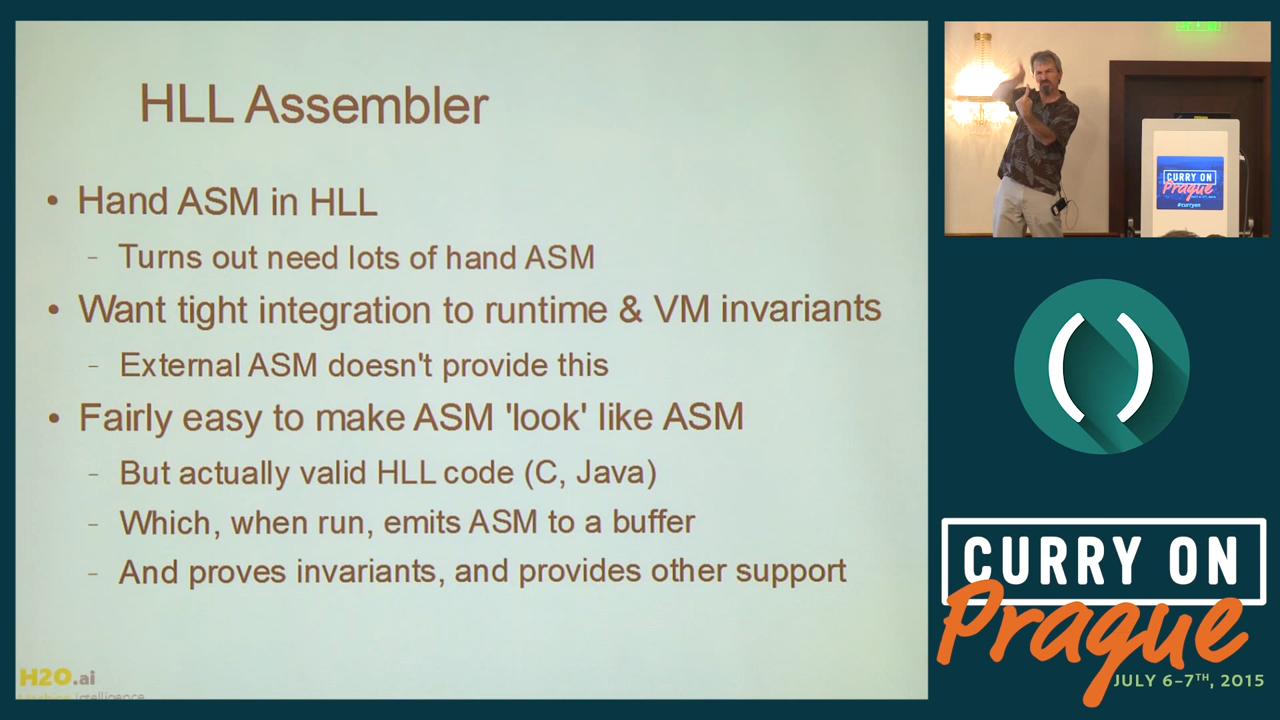 HLL Assembler
• Hand ASM in HLL
– Turns out need lots of hand ASM
• Want tight integration to runtime & VM invariants
– External ASM doesn't provide this
• Fairly easy to make ASM 'look' like ASM
– But actually valid HLL code (C, Java)
– Which, when run, emits ASM to a buffer
– And proves invariants, and provides other support
H2O.ai
Machine Intelligence
CURRY ON
Prague
#curryon
( )
CURRY ON
Prague
JULY 6–7TH, 2015